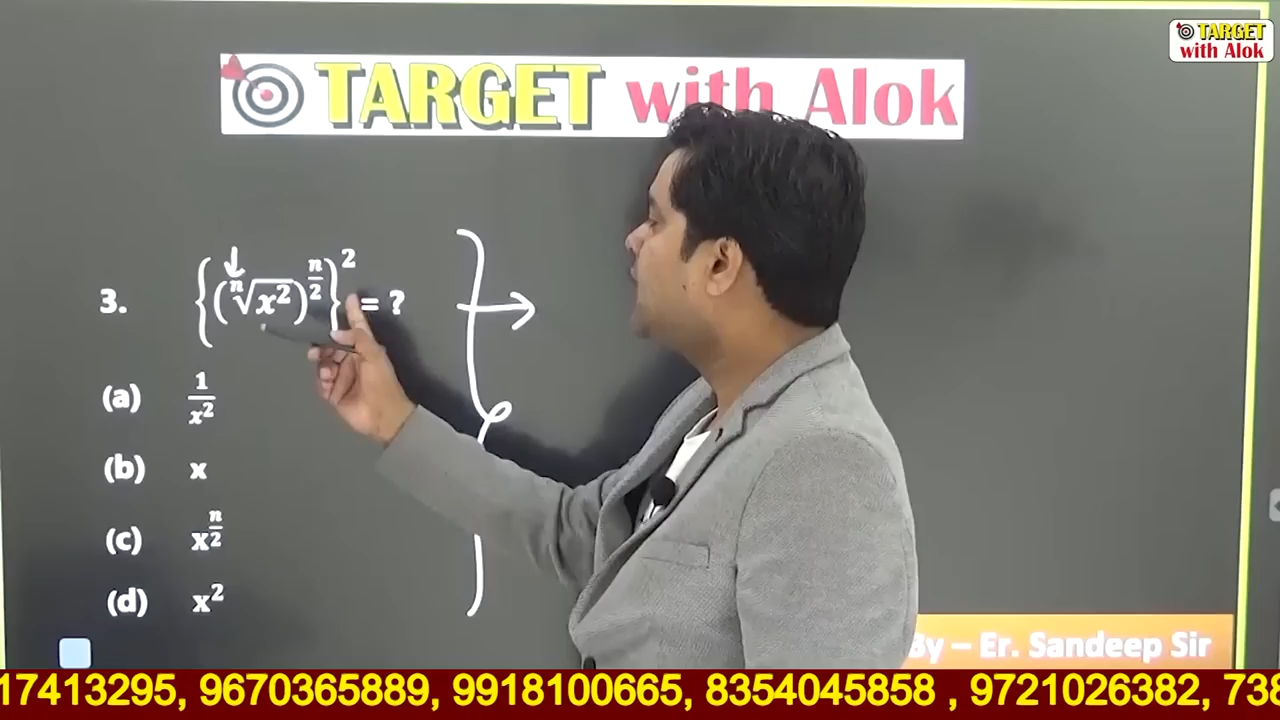 TARGET
with Alok
TARGET with Alok
3. {(ⁿ√x²)^(n/2)}² = ?
(a) 1/x²
(b) x
(c) x^(n/2)
(d) x²
By – Er. Sandeep Sir
17413295, 9670365889, 9918100665, 8354045858 , 9721026382, 738